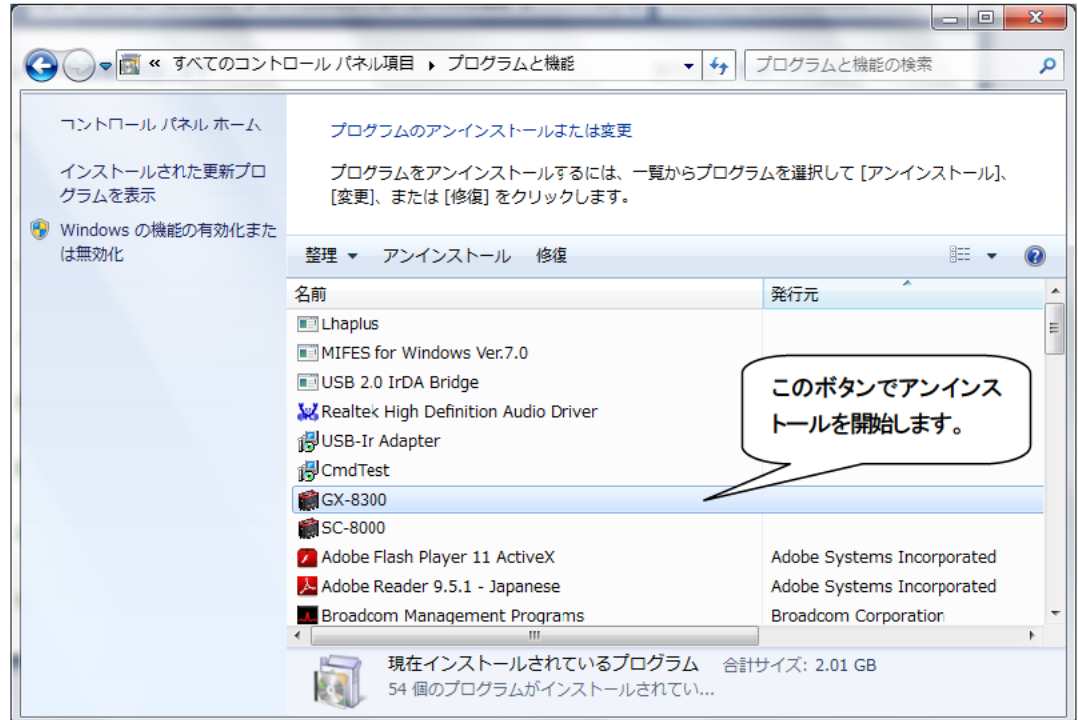 « すべてのコントロール パネル項目 ▸ プログラムと機能
プログラムと機能の検索
コントロール パネル ホーム
インストールされた更新プロ
グラムを表示
Windows の機能の有効化また
は無効化
プログラムのアンインストールまたは変更
プログラムをアンインストールするには、一覧からプログラムを選択して [アンインストール]、
[変更]、または [修復] をクリックします。
整理 アンインストール 修復
名前 発行元
Lhaplus
MIFES for Windows Ver.7.0
USB 2.0 IrDA Bridge
Realtek High Definition Audio Driver
USB-Ir Adapter
CmdTest
GX-8300
SC-8000
Adobe Flash Player 11 ActiveX Adobe Systems Incorporated
Adobe Reader 9.5.1 - Japanese Adobe Systems Incorporated
Broadcom Management Programs Broadcom Corporation
このボタンでアンインス
トールを開始します。
現在インストールされているプログラム 合計サイズ: 2.01 GB
54 個のプログラムがインストールされてい...